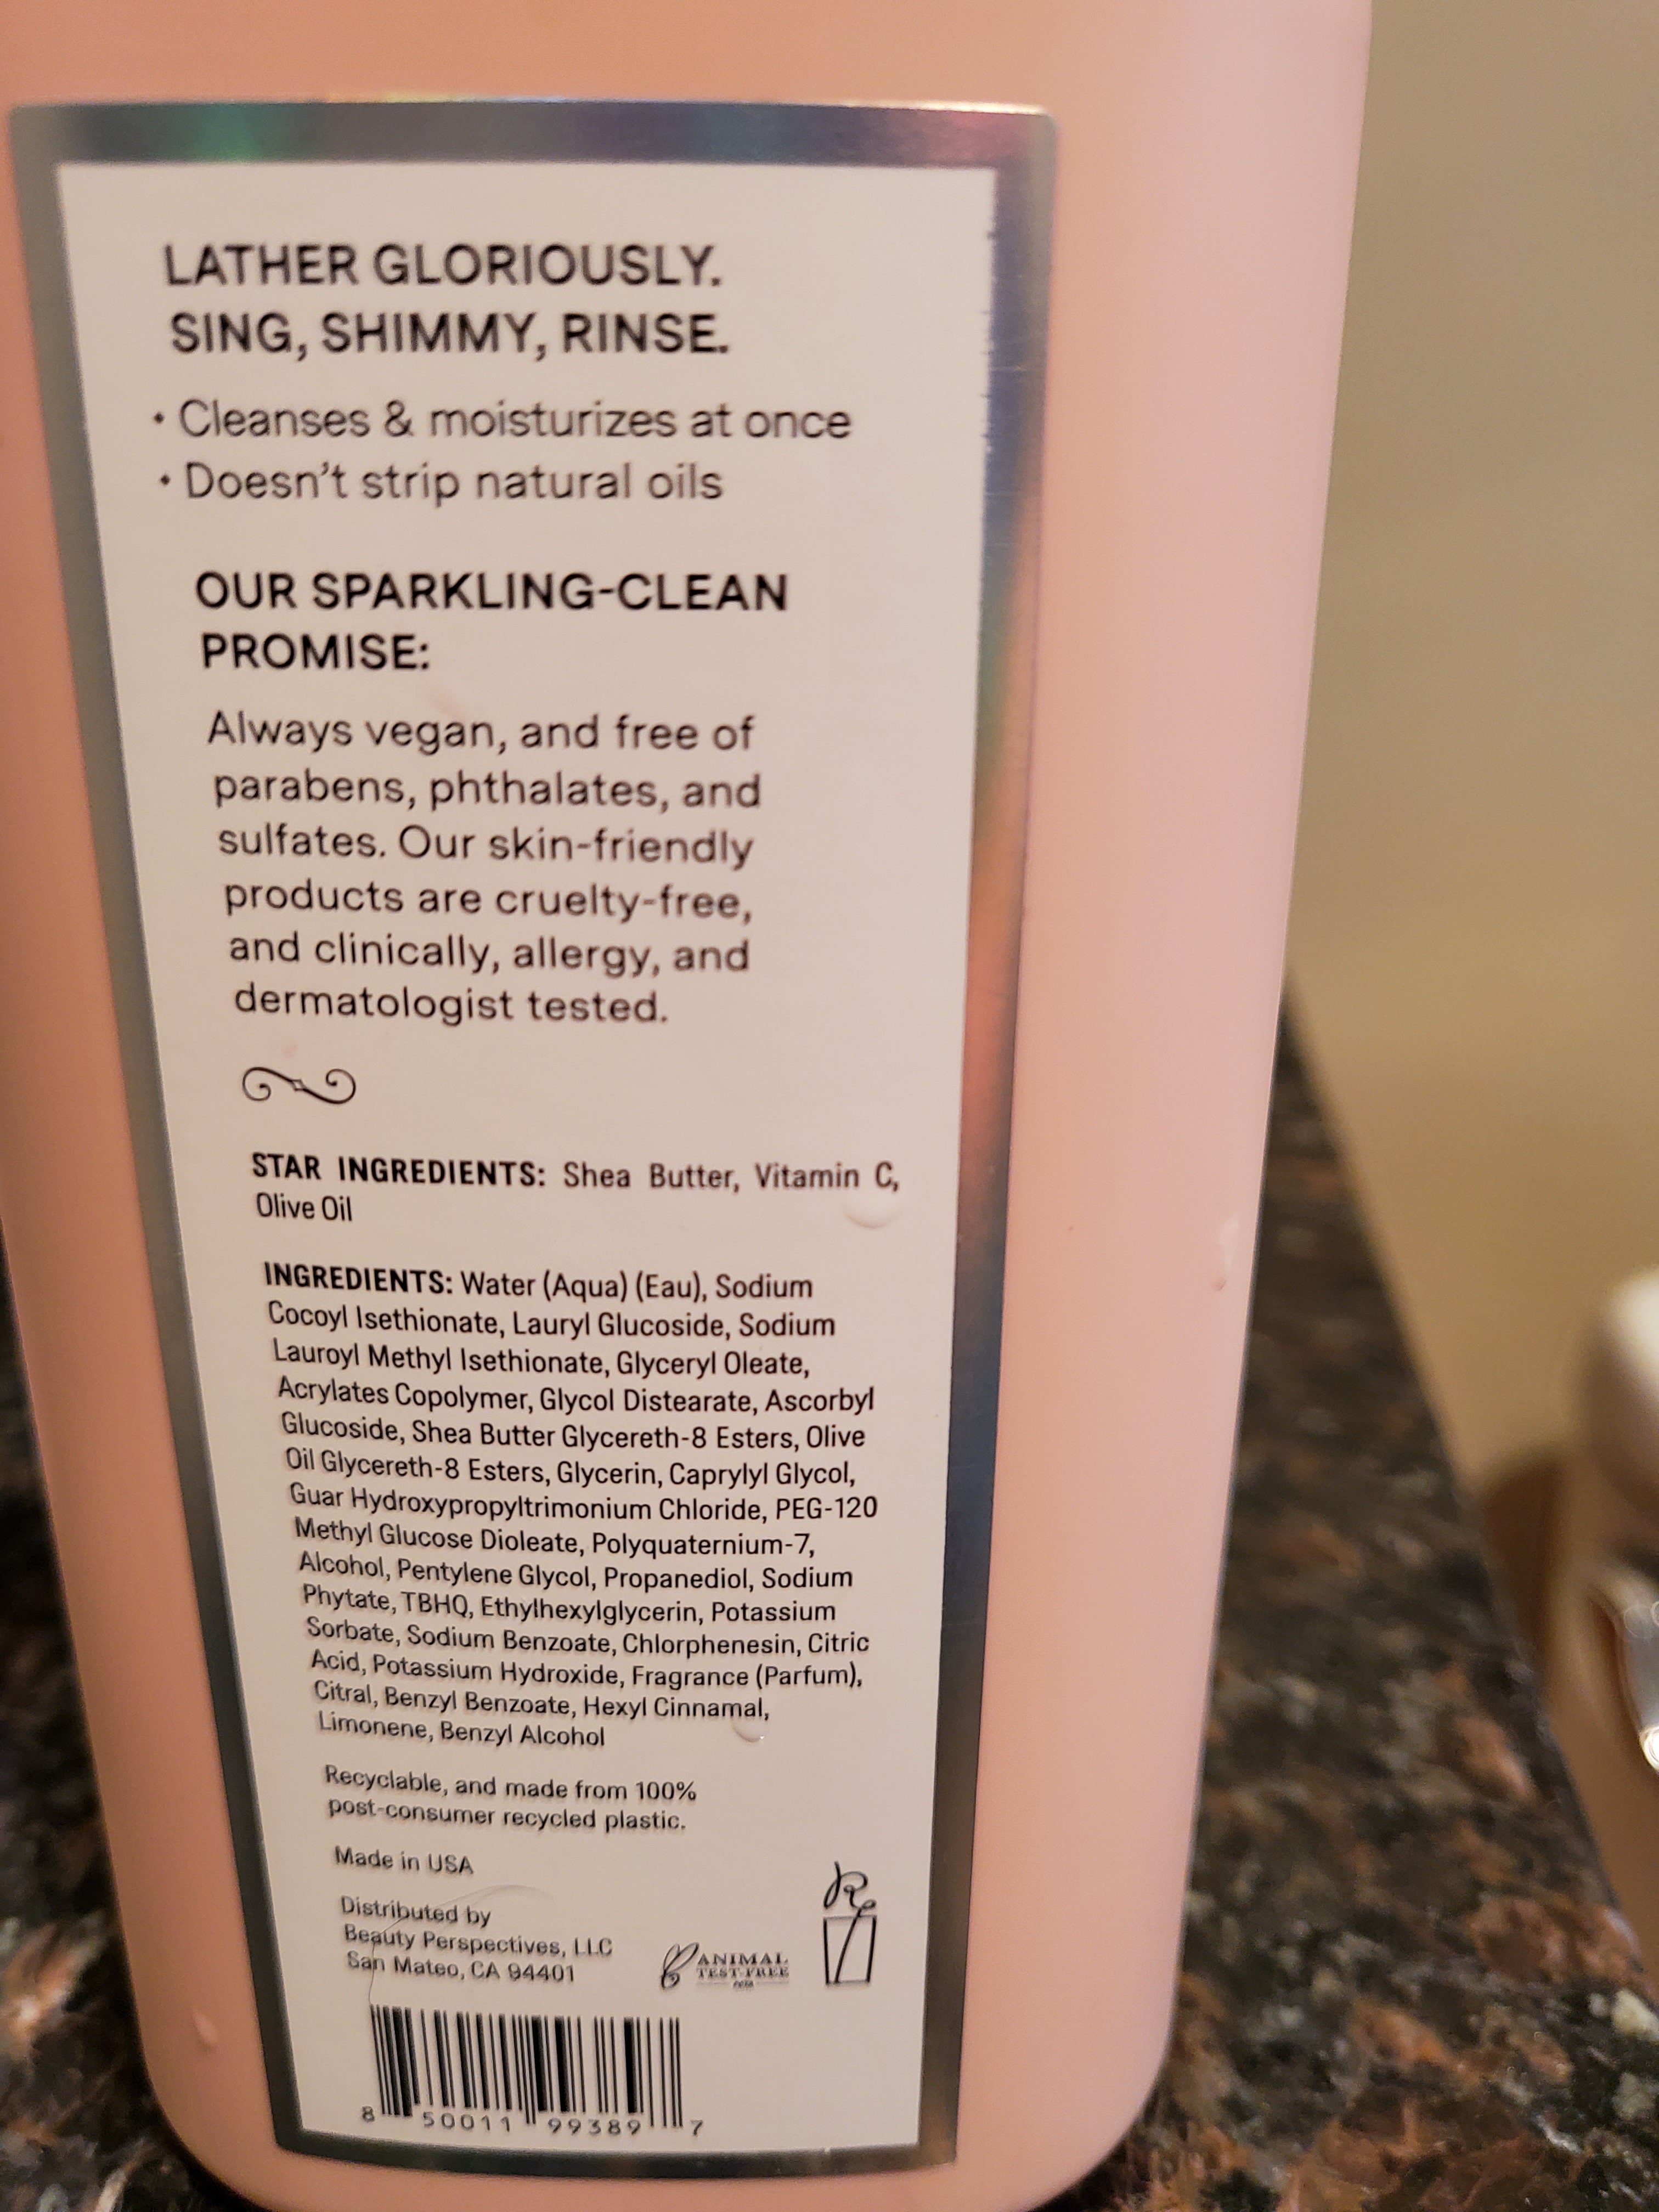 LATHER GLORIOUSLY.
SING, SHIMMY, RINSE.
• Cleanses & moisturizes at once
• Doesn't strip natural oils
OUR SPARKLING-CLEAN
PROMISE:
Always vegan, and free of
parabens, phthalates, and
sulfates. Our skin-friendly
products are cruelty-free,
and clinically, allergy, and
dermatologist tested.
STAR INGREDIENTS: Shea Butter, Vitamin C,
Olive Oil
INGREDIENTS: Water (Aqua) (Eau), Sodium
Cocoyl Isethionate, Lauryl Glucoside, Sodium
Lauroyl Methyl Isethionate, Glyceryl Oleate,
Acrylates Copolymer, Glycol Distearate, Ascorbyl
Glucoside, Shea Butter Glycereth-8 Esters, Olive
Oil Glycereth-8 Esters, Glycerin, Caprylyl Glycol,
Guar Hydroxypropyltrimonium Chloride, PEG-120
Methyl Glucose Dioleate, Polyquaternium-7,
Alcohol, Pentylene Glycol, Propanediol, Sodium
Phytate, TBHQ, Ethylhexylglycerin, Potassium
Sorbate, Sodium Benzoate, Chlorphenesin, Citric
Acid, Potassium Hydroxide, Fragrance (Parfum),
Citral, Benzyl Benzoate, Hexyl Cinnamal,
Limonene, Benzyl Alcohol
Recyclable, and made from 100%
post-consumer recycled plastic.
Made in USA
Distributed by
Beauty Perspectives, LLC
San Mateo, CA 94401
ANIMAL
TEST-FREE
peta
R
8 50011 99389 7